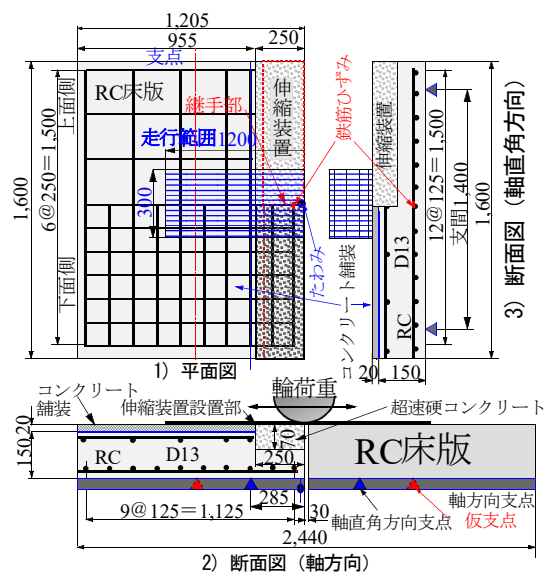 1,205
955
250
支点
RC床版
上面側
下面側
6@250＝1,500
1,600
継手部
伸縮装置
走行範囲1200
300
鉄筋ひずみ
たわみ
コンクリート舗装
1) 平面図
伸縮装置
D13
RC
12@125＝1,500
支間1,400
1,600
20
150
3) 断面図 (軸直角方向)
コンクリート
舗装
伸縮装置設置部
輪荷重
超速硬コンクリート
20
150
RC
D13
70
250
RC床版
285
30
9@125＝1,125
軸直角方向支点
軸方向支点
仮支点
2,440
2) 断面図 (軸方向)